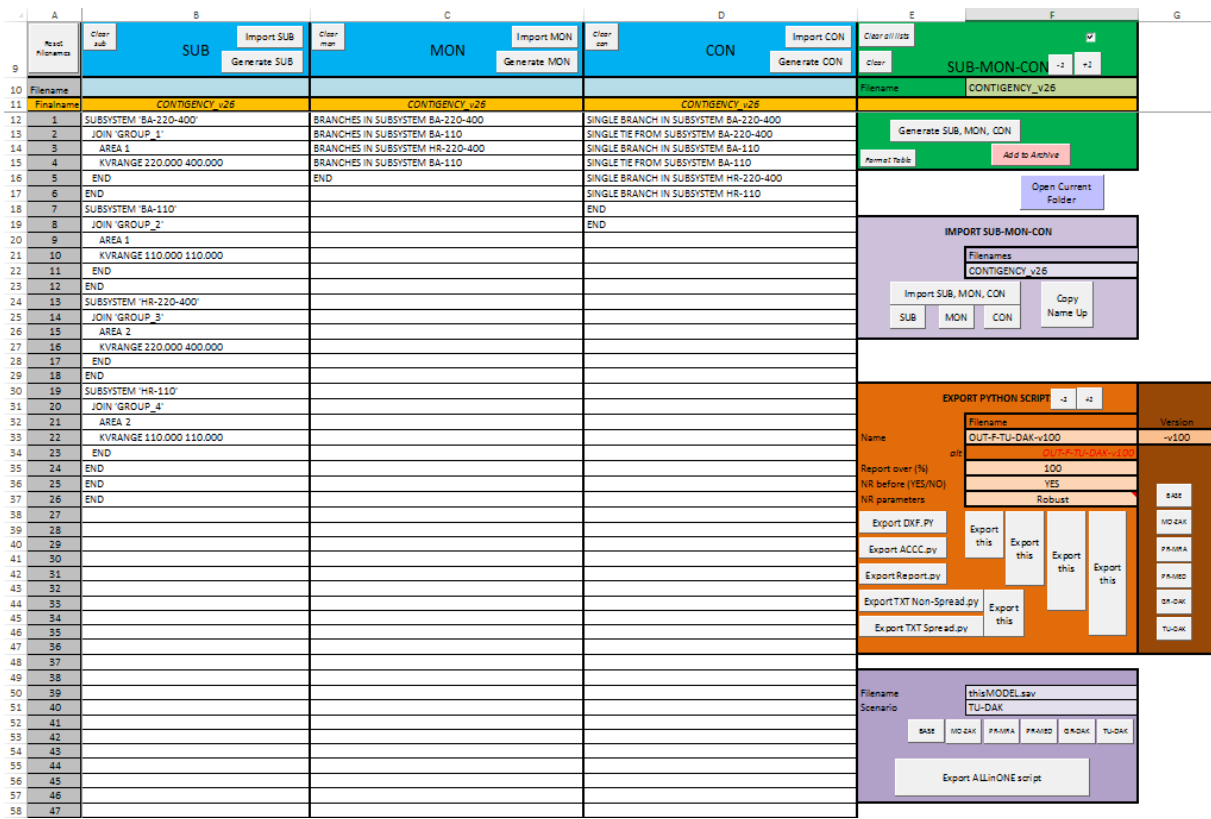 A B C D E F G
9
Reset Filenames
Clear sub
SUB
Import SUB
Generate SUB
Clear mon
MON
Import MON
Generate MON
Clear con
CON
Import CON
Generate CON
Clear all lists
Clear
SUB-MON-CON
-1 +1
10 Filename Filename CONTIGENCY_v26
11 Finalname CONTIGENCY_v26 CONTIGENCY_v26 CONTIGENCY_v26
12 1 SUBSYSTEM 'BA-220-400' BRANCHES IN SUBSYSTEM BA-220-400 SINGLE BRANCH IN SUBSYSTEM BA-220-400
13 2 JOIN 'GROUP_1' BRANCHES IN SUBSYSTEM BA-110 SINGLE TIE FROM SUBSYSTEM BA-220-400
14 3 AREA 1 BRANCHES IN SUBSYSTEM HR-220-400 SINGLE BRANCH IN SUBSYSTEM BA-110
15 4 KVRANGE 220.000 400.000 BRANCHES IN SUBSYSTEM BA-110 SINGLE TIE FROM SUBSYSTEM BA-110
16 5 END END SINGLE BRANCH IN SUBSYSTEM HR-220-400
17 6 END SINGLE BRANCH IN SUBSYSTEM HR-110
18 7 SUBSYSTEM 'BA-110' END
19 8 JOIN 'GROUP_2' END
20 9 AREA 1
21 10 KVRANGE 110.000 110.000
22 11 END
23 12 END
24 13 SUBSYSTEM 'HR-220-400'
25 14 JOIN 'GROUP_3'
26 15 AREA 2
27 16 KVRANGE 220.000 400.000
28 17 END
29 18 END
30 19 SUBSYSTEM 'HR-110'
31 20 JOIN 'GROUP_4'
32 21 AREA 2
33 22 KVRANGE 110.000 110.000
34 23 END
35 24 END
36 25 END
37 26 END
38 27
39 28
40 29
41 30
42 31
43 32
44 33
45 34
46 35
47 36
48 37
49 38
50 39
51 40
52 41
53 42
54 43
55 44
56 45
57 46
58 47
Generate SUB, MON, CON
Format Table
Add to Archive
Open Current Folder
IMPORT SUB-MON-CON
Filenames
CONTIGENCY_v26
Import SUB, MON, CON
SUB MON CON
Copy Name Up
EXPORT PYTHON SCRIPT
-1 +1
Filename Version
Name OUT-F-TU-DAK-v100 -v100
alt OUT-F-TU-DAK-v100
Report over (%) 100
NR before (YES/NO) YES
NR parameters Robust
Export DXF.PY
Export ACCC.py
Export Report.py
Export TXT Non-Spread.py
Export TXT Spread.py
Export this
Export this
Export this
Export this
Export this
BASE
MO-ZAK
PR-MRA
PR-MED
GR-DAK
TU-DAK
Filename thisMODEL.sav
Scenario TU-DAK
BASE MO-ZAK PR-MRA PR-MED GR-DAK TU-DAK
Export ALLinONE script